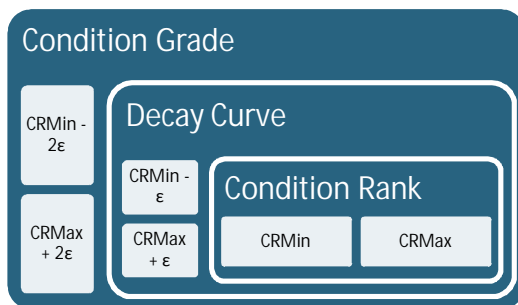 Condition Grade
CRMin -
2ε
CRMax
+ 2ε
Decay Curve
CRMin -
ε
CRMax
+ ε
Condition Rank
CRMin
CRMax